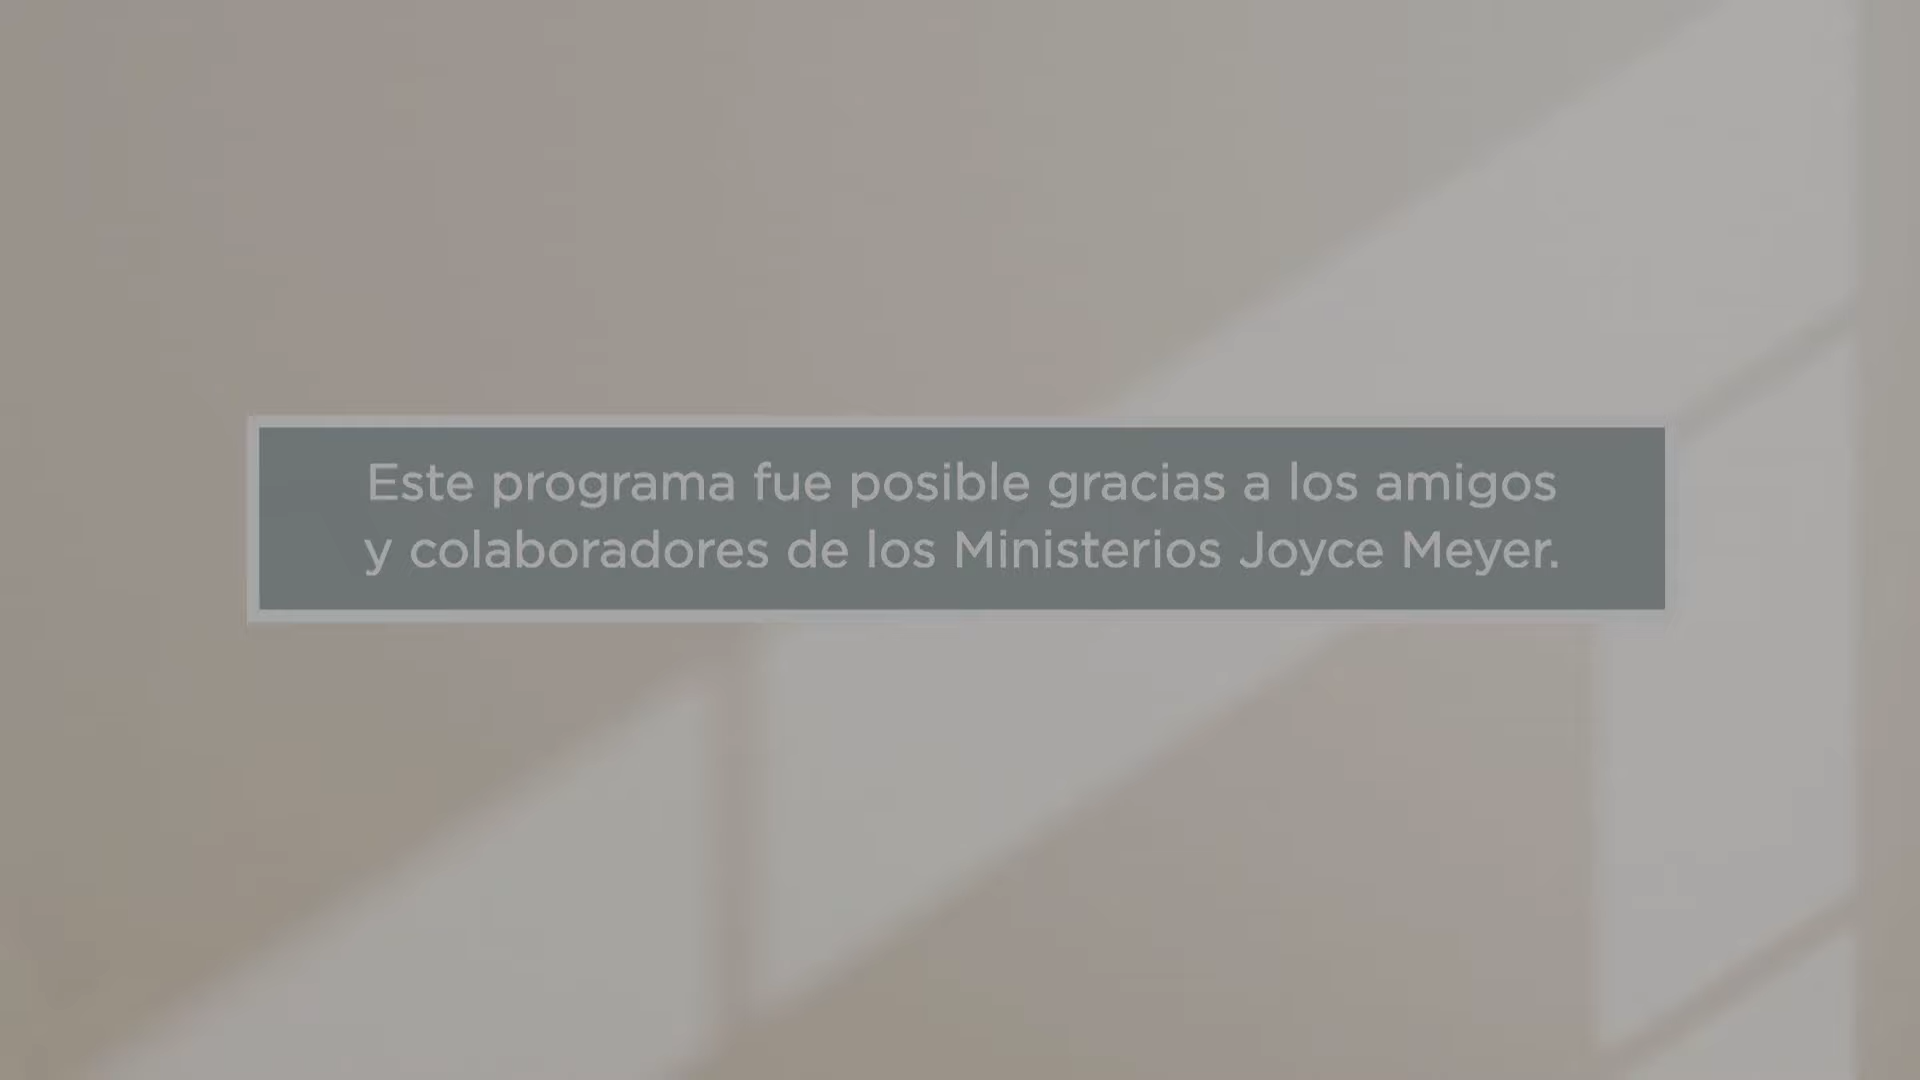 Este programa fue posible gracias a los amigos
y colaboradores de los Ministerios Joyce Meyer.